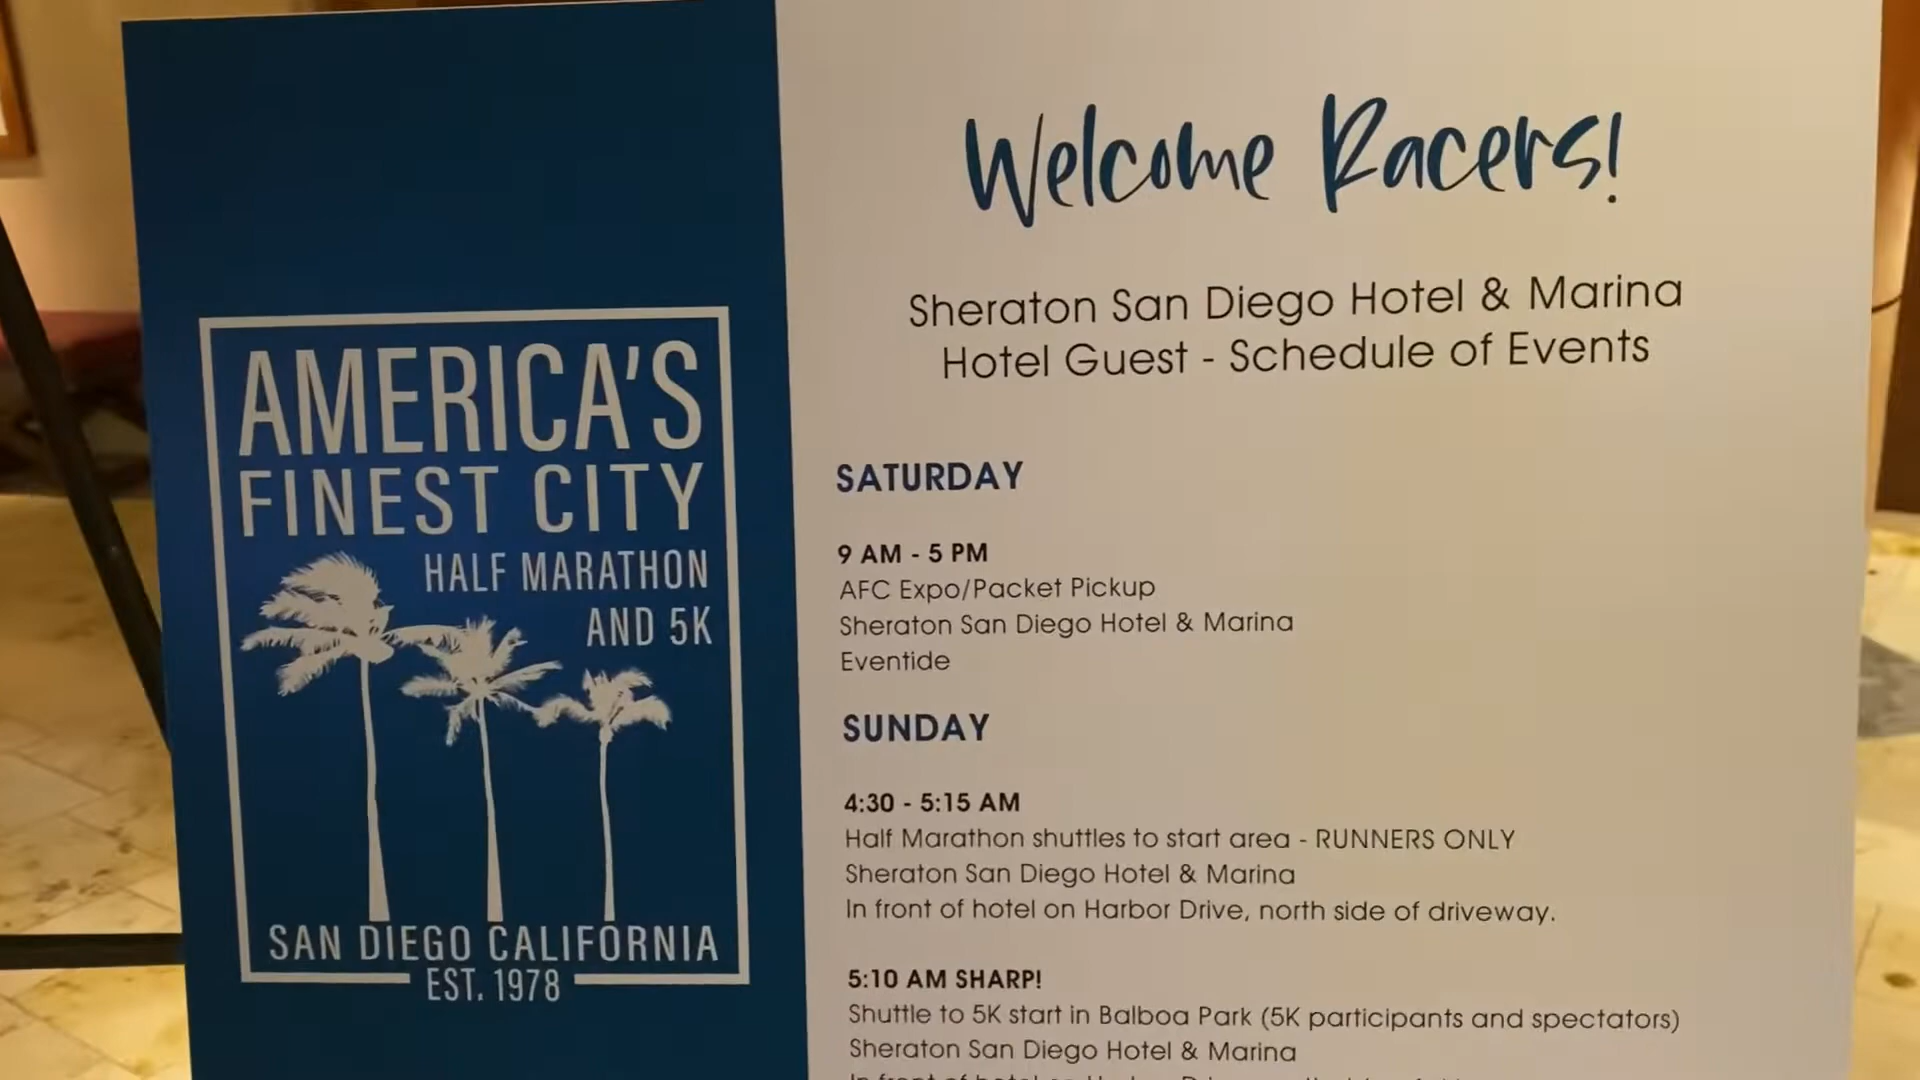 Welcome Racers!
Sheraton San Diego Hotel & Marina
Hotel Guest - Schedule of Events
AMERICA'S
FINEST CITY
HALF MARATHON
AND 5K
SAN DIEGO CALIFORNIA
EST. 1978
SATURDAY
9 AM - 5 PM
AFC Expo/Packet Pickup
Sheraton San Diego Hotel & Marina
Eventide
SUNDAY
4:30 - 5:15 AM
Half Marathon shuttles to start area - RUNNERS ONLY
Sheraton San Diego Hotel & Marina
In front of hotel on Harbor Drive, north side of driveway.
5:10 AM SHARP!
Shuttle to 5K start in Balboa Park (5K participants and spectators)
Sheraton San Diego Hotel & Marina